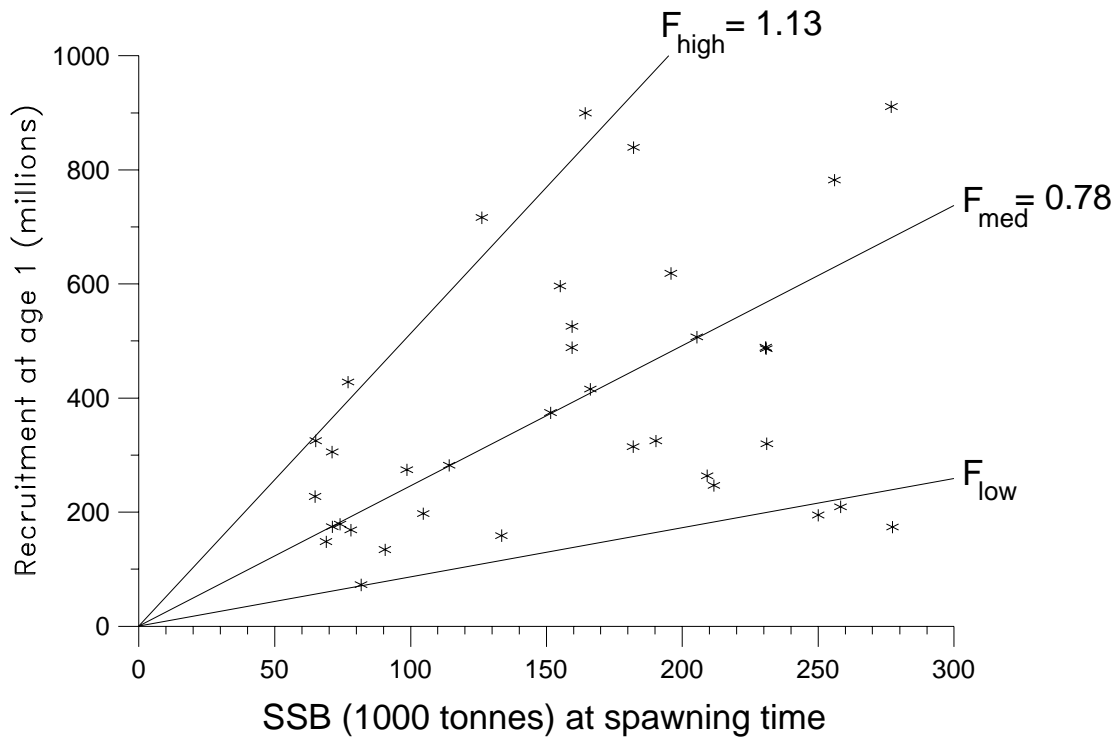 F_high = 1.13
1000
800
F_med = 0.78
600
400
F_low
200
0
0 50 100 150 200 250 300
Recruitment at age 1 (millions)
SSB (1000 tonnes) at spawning time